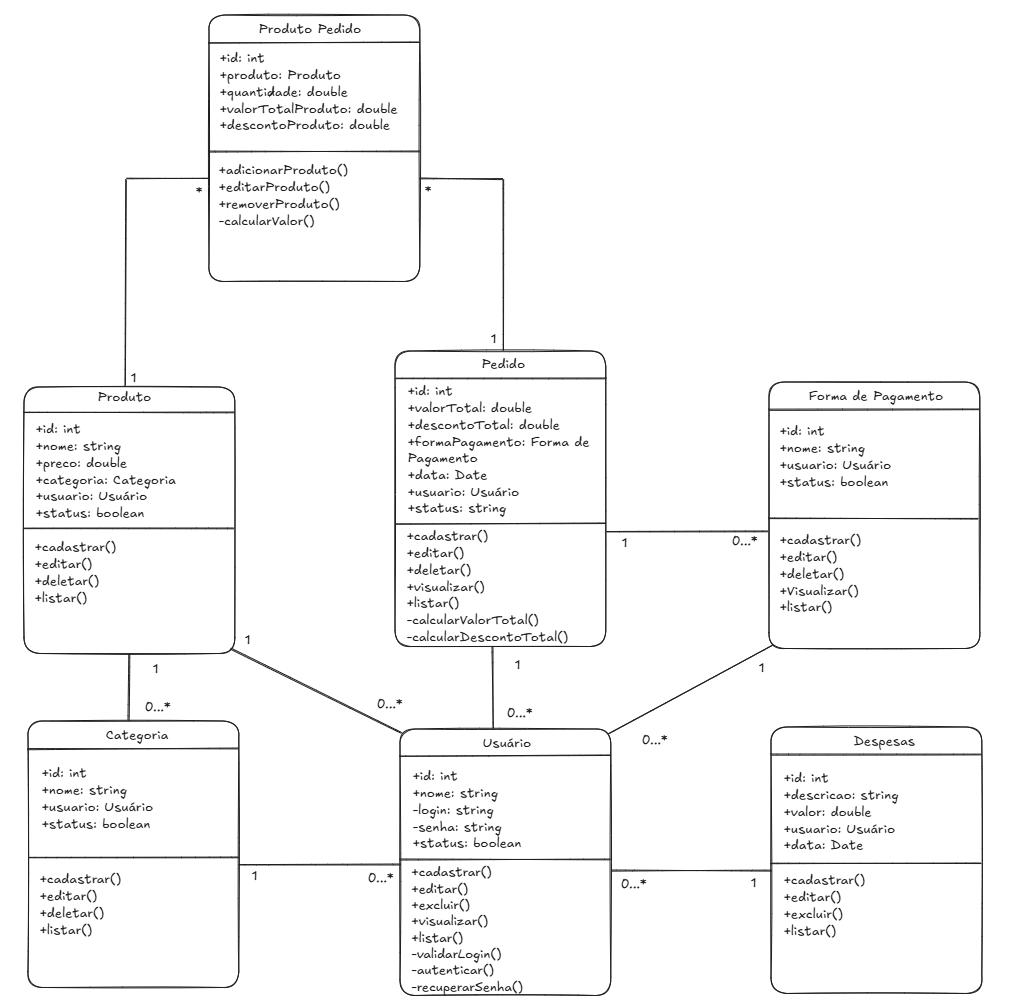 Produto Pedido
+id: int
+produto: Produto
+quantidade: double
+valorTotalProduto: double
+descontoProduto: double
+adicionarProduto()
+editarProduto()
+removerProduto()
-calcularValor()
*
*
1
1
Produto
+id: int
+nome: string
+preco: double
+categoria: Categoria
+usuario: Usuário
+status: boolean
+cadastrar()
+editar()
+deletar()
+listar()
Pedido
+id: int
+valorTotal: double
+descontoTotal: double
+formaPagamento: Forma de
Pagamento
+data: Date
+usuario: Usuário
+status: string
+cadastrar()
+editar()
+deletar()
+visualizar()
+listar()
-calcularValorTotal()
-calcularDescontoTotal()
1
0...*
Forma de Pagamento
+id: int
+nome: string
+usuario: Usuário
+status: boolean
+cadastrar()
+editar()
+deletar()
+Visualizar()
+listar()
1
1
0...*
0...*
1
0...*
1
0...*
Categoria
+id: int
+nome: string
+usuario: Usuário
+status: boolean
+cadastrar()
+editar()
+deletar()
+listar()
1
0...*
Usuário
+id: int
+nome: string
-login: string
-senha: string
+status: boolean
+cadastrar()
+editar()
+excluir()
+visualizar()
+listar()
-validarLogin()
-autenticar()
-recuperarSenha()
0...*
1
Despesas
+id: int
+descricao: string
+valor: double
+usuario: Usuário
+data: Date
+cadastrar()
+editar()
+excluir()
+listar()